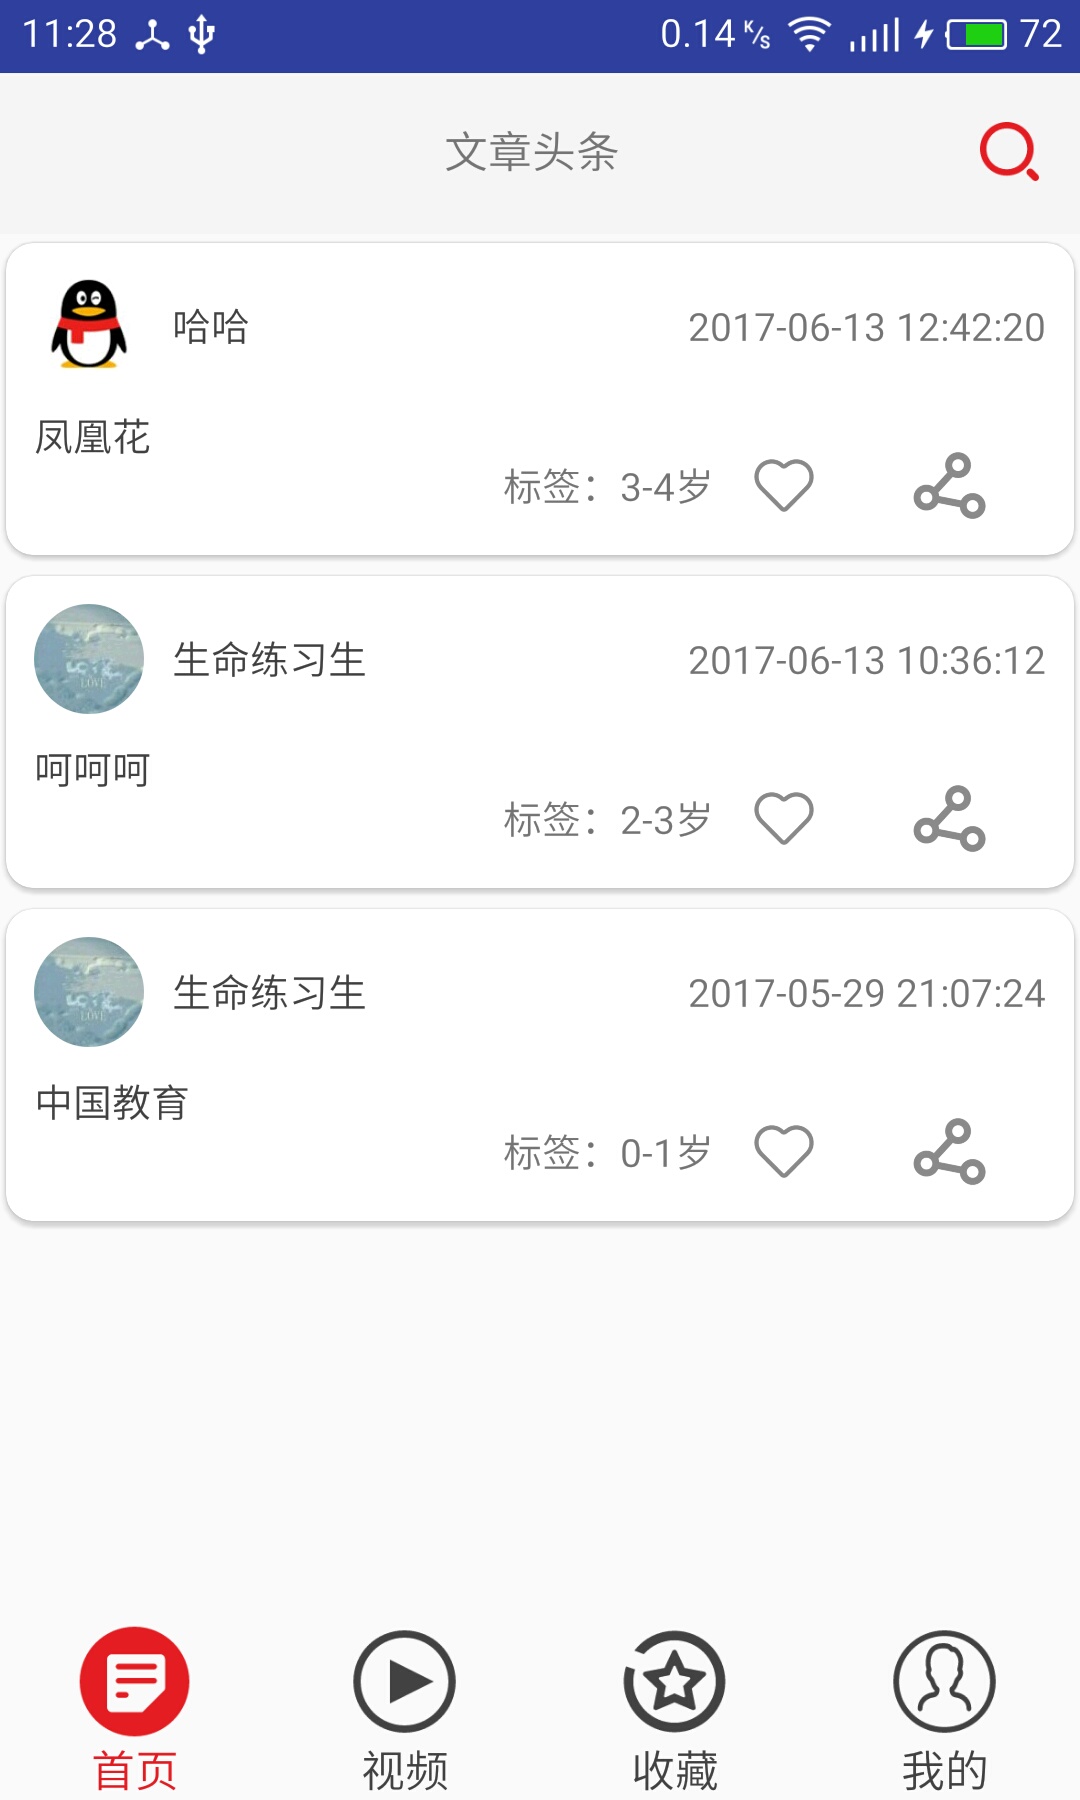 11:28
0.14 K/s
72
文章头条
哈哈
2017-06-13 12:42:20
凤凰花
标签：3-4岁
LOVE
生命练习生
2017-06-13 10:36:12
呵呵呵
标签：2-3岁
LOVE
生命练习生
2017-05-29 21:07:24
中国教育
标签：0-1岁
首页
视频
收藏
我的